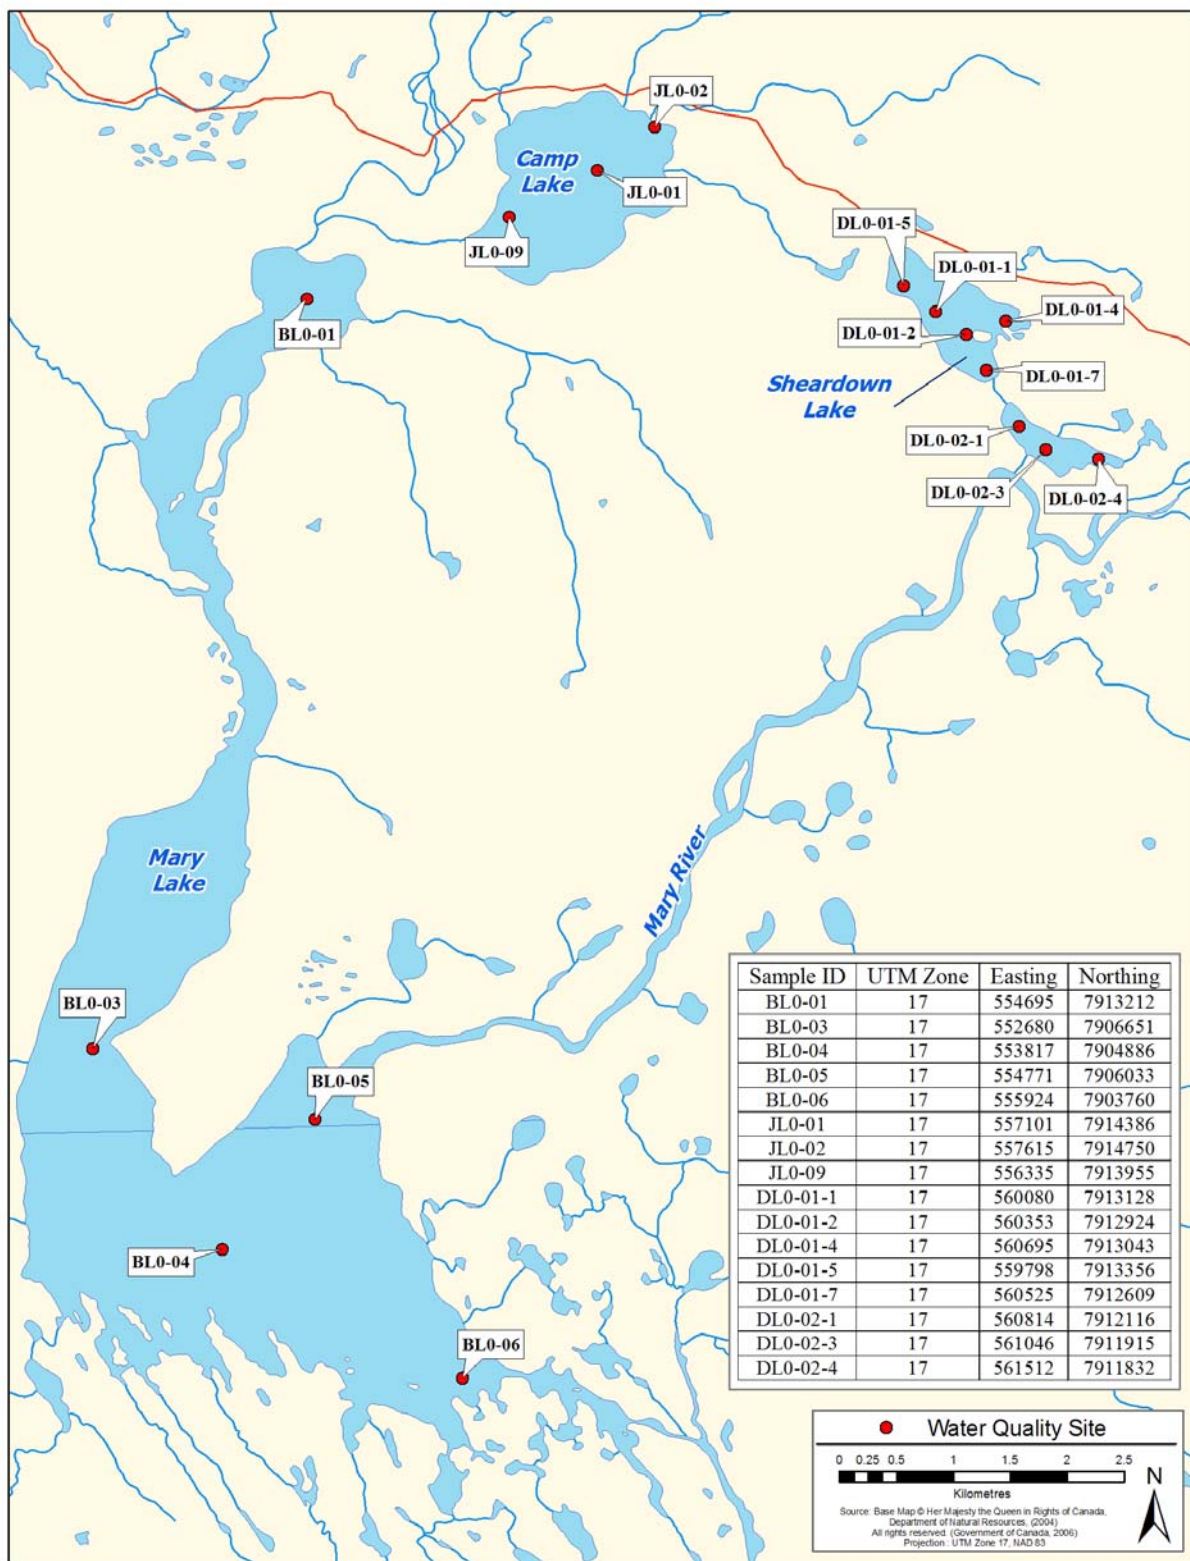 JL0-02
Camp
Lake
JL0-01
JL0-09
DL0-01-5
DL0-01-1
BL0-01
DL0-01-4
DL0-01-2
DL0-01-7
Sheardown
Lake
DL0-02-1
DL0-02-3
DL0-02-4
Mary
Lake
Mary River
BL0-03
BL0-05
BL0-04
BL0-06
Sample ID UTM Zone Easting Northing
BL0-01 17 554695 7913212
BL0-03 17 552680 7906651
BL0-04 17 553817 7904886
BL0-05 17 554771 7906033
BL0-06 17 555924 7903760
JL0-01 17 557101 7914386
JL0-02 17 557615 7914750
JL0-09 17 556335 7913955
DL0-01-1 17 560080 7913128
DL0-01-2 17 560353 7912924
DL0-01-4 17 560695 7913043
DL0-01-5 17 559798 7913356
DL0-01-7 17 560525 7912609
DL0-02-1 17 560814 7912116
DL0-02-3 17 561046 7911915
DL0-02-4 17 561512 7911832
Water Quality Site
0 0.25 0.5 1 1.5 2 2.5
Kilometres
N
Source: Base Map © Her Majesty the Queen in Rights of Canada,
Department of Natural Resources, (2004)
All rights reserved. (Government of Canada, 2006)
Projection : UTM Zone 17, NAD 83